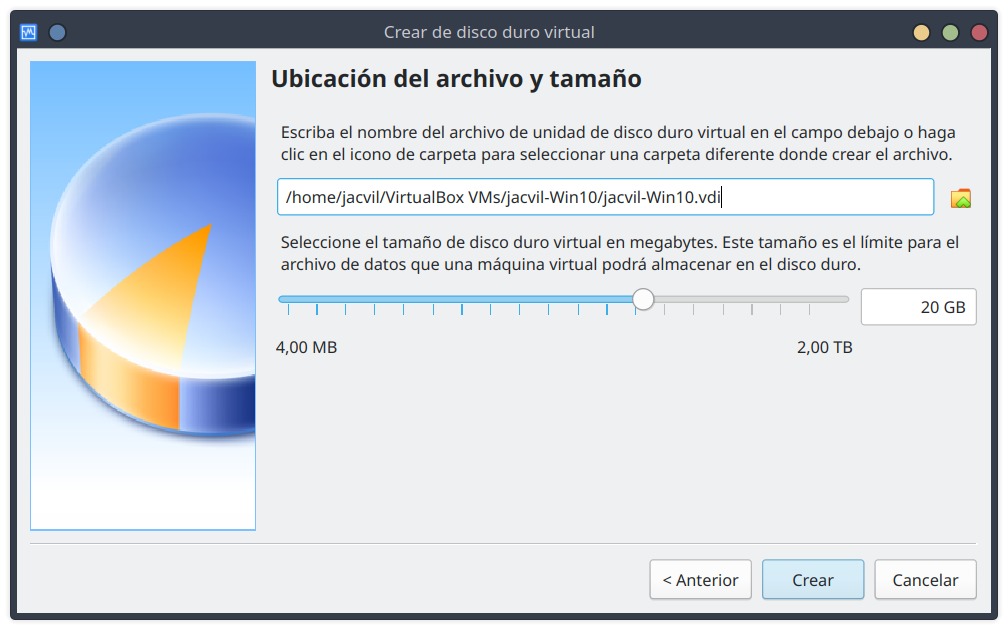 Crear de disco duro virtual
Ubicación del archivo y tamaño
Escriba el nombre del archivo de unidad de disco duro virtual en el campo debajo o haga
clic en el icono de carpeta para seleccionar una carpeta diferente donde crear el archivo.
/home/jacvil/VirtualBox VMs/jacvil-Win10/jacvil-Win10.vdi
Seleccione el tamaño de disco duro virtual en megabytes. Este tamaño es el límite para el
archivo de datos que una máquina virtual podrá almacenar en el disco duro.
20 GB
4,00 MB
2,00 TB
< Anterior
Crear
Cancelar